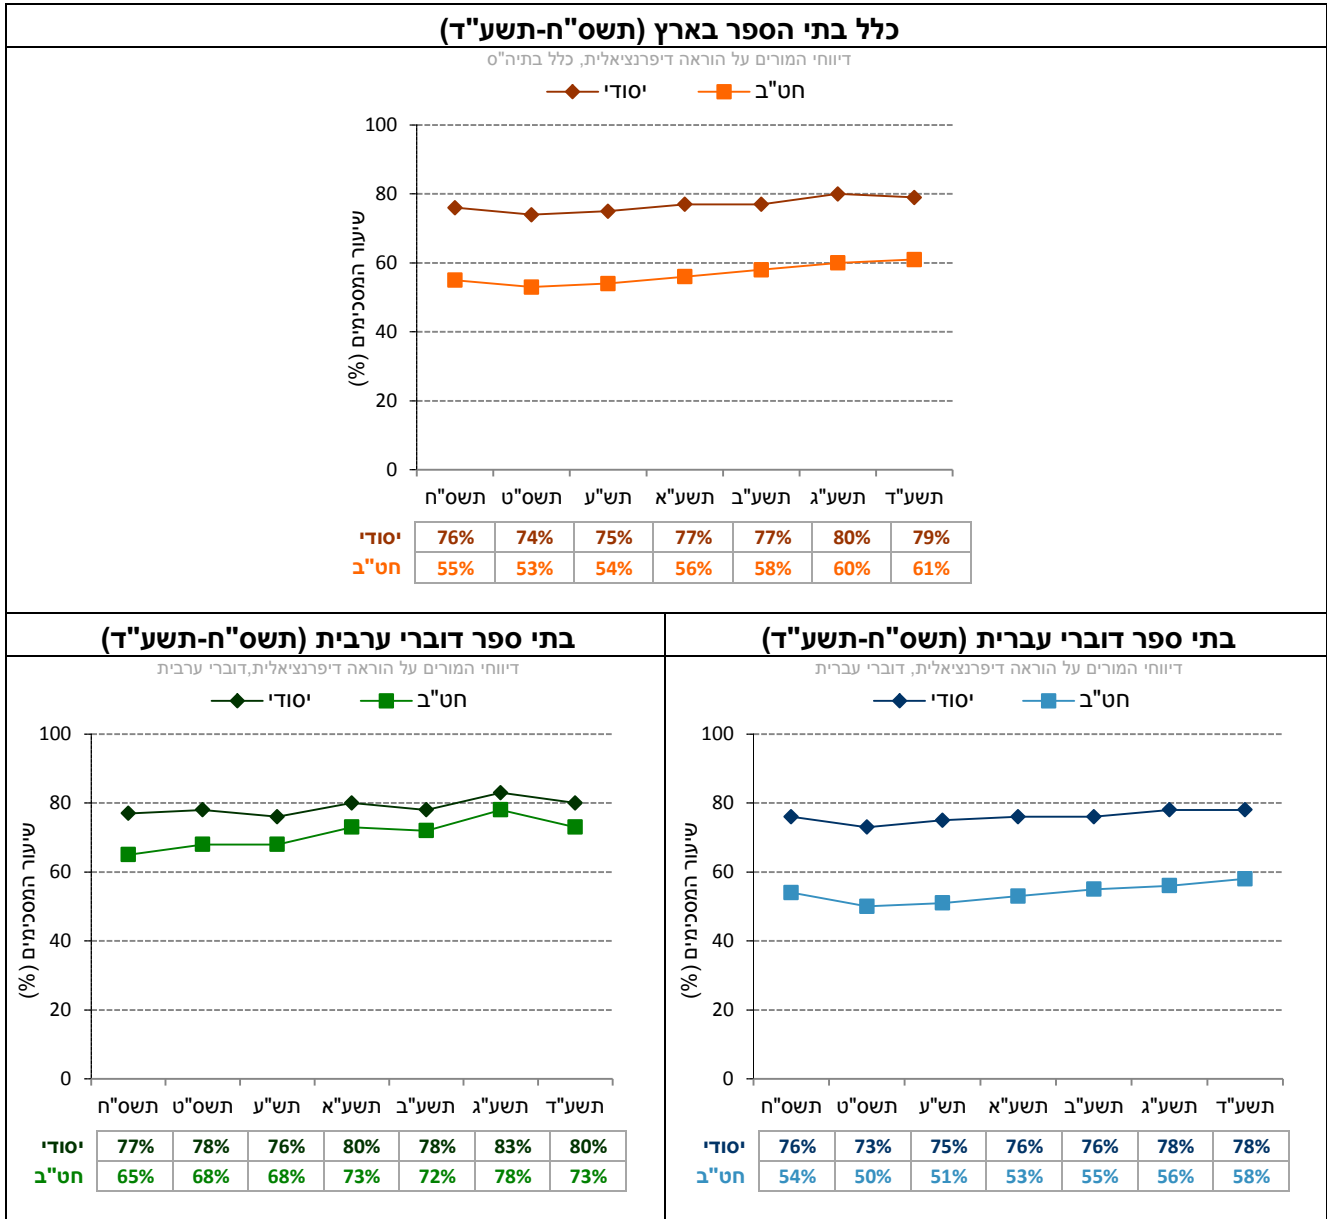 כלל בתי הספר בארץ (תשס"ח-תשע"ד)
דיווחי המורים על הוראה דיפרנציאלית, כלל בתיה"ס
יסודי חט"ב
שיעור המסכימים (%)
100
80
60
40
20
0
תשס"ח תשס"ט תש"ע תשע"א תשע"ב תשע"ג תשע"ד
יסודי 76% 74% 75% 77% 77% 80% 79%
חט"ב 55% 53% 54% 56% 58% 60% 61%
בתי ספר דוברי עברית (תשס"ח-תשע"ד)
דיווחי המורים על הוראה דיפרנציאלית, דוברי עברית
יסודי חט"ב
שיעור המסכימים (%)
100
80
60
40
20
0
תשס"ח תשס"ט תש"ע תשע"א תשע"ב תשע"ג תשע"ד
יסודי 76% 73% 75% 76% 76% 78% 78%
חט"ב 54% 50% 51% 53% 55% 56% 58%
בתי ספר דוברי ערבית (תשס"ח-תשע"ד)
דיווחי המורים על הוראה דיפרנציאלית,דוברי ערבית
יסודי חט"ב
שיעור המסכימים (%)
100
80
60
40
20
0
תשס"ח תשס"ט תש"ע תשע"א תשע"ב תשע"ג תשע"ד
יסודי 77% 78% 76% 80% 78% 83% 80%
חט"ב 65% 68% 68% 73% 72% 78% 73%